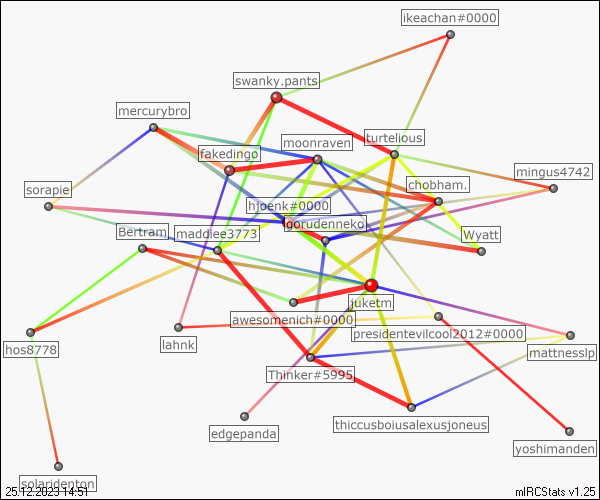 ikeachan#0000
swanky.pants
mercurybro
moonraven
turtelious
fakedingo
mingus4742
sorapie
chobham.
hjoenk#0000
gorudenneko
Bertram
maddiee3773
Wyatt
juketm
awesomenich#0000
presidentevilcool2012#0000
hos8778
lahnk
mattnesslp
Thinker#5995
thiccusboiusalexusjoneus
edgepanda
yoshimanden
solaridenton
25.12.2023 14:51
mIRCStats v1.25